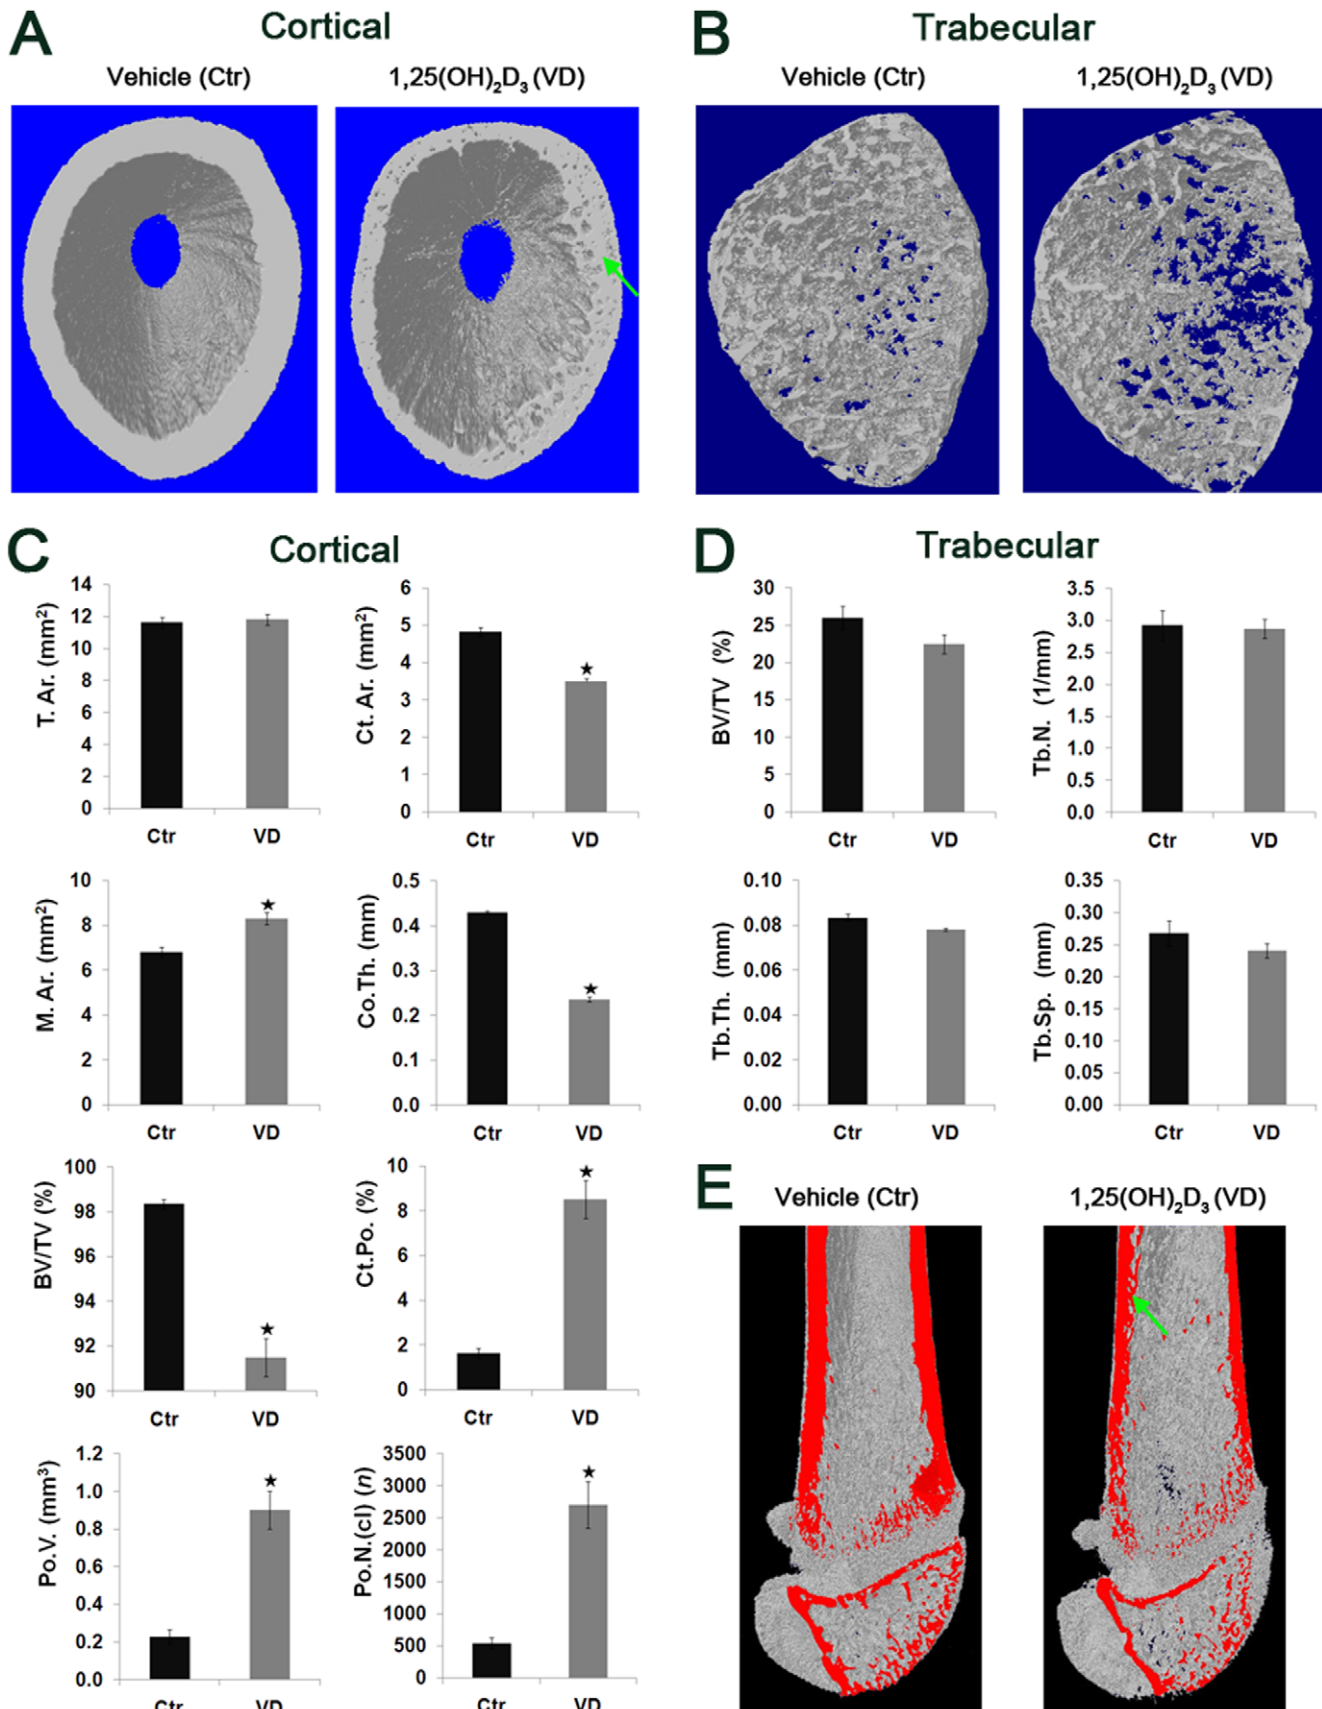 A
Cortical
Vehicle (Ctr)
1,25(OH)₂D₃ (VD)
B
Trabecular
Vehicle (Ctr)
1,25(OH)₂D₃ (VD)
C
Cortical
T. Ar. (mm²)
14
12
10
8
6
4
2
0
Ctr
VD
Ct. Ar. (mm²)
6
5
4
3
2
1
0
★
Ctr
VD
M. Ar. (mm²)
10
8
6
4
2
0
★
Ctr
VD
Co.Th. (mm)
0.5
0.4
0.3
0.2
0.1
0.0
★
Ctr
VD
BV/TV (%)
100
98
96
94
92
90
★
Ctr
VD
Ct.Po. (%)
10
8
6
4
2
0
★
Ctr
VD
Po.V. (mm³)
1.2
1.0
0.8
0.6
0.4
0.2
0.0
★
Ctr
VD
Po.N.(cl) (n)
3500
3000
2500
2000
1500
1000
500
0
★
Ctr
VD
D
Trabecular
BV/TV (%)
30
25
20
15
10
5
0
Ctr
VD
Tb.N. (1/mm)
3.5
3.0
2.5
2.0
1.5
1.0
0.5
0.0
Ctr
VD
Tb.Th. (mm)
0.10
0.08
0.06
0.04
0.02
0.00
Ctr
VD
Tb.Sp. (mm)
0.35
0.30
0.25
0.20
0.15
0.10
0.05
0.00
Ctr
VD
E
Vehicle (Ctr)
1,25(OH)₂D₃ (VD)